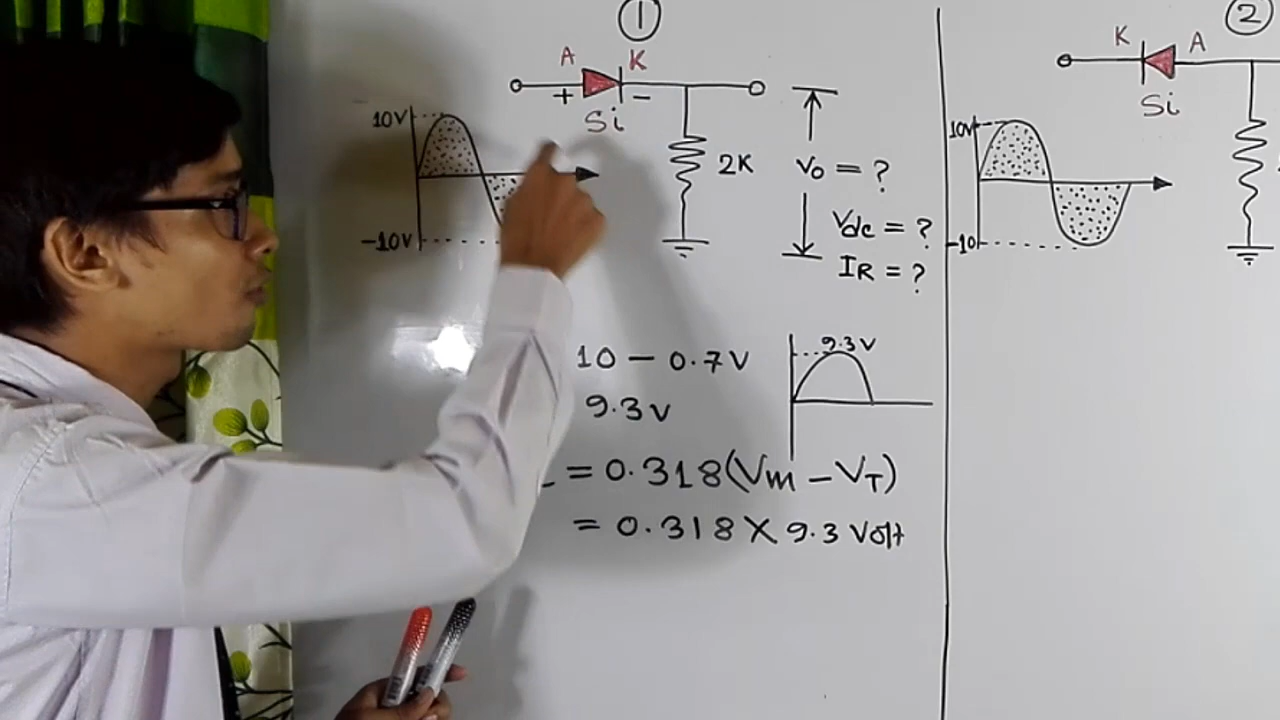 ①
A K
+ −
Si
10V
-10V
2K
Vo = ?
Vdc = ?
IR = ?
10 − 0.7V
9.3V
9.3V
= 0.318(Vm − VT)
= 0.318 X 9.3 Volt
②
K A
Si
10V
-10